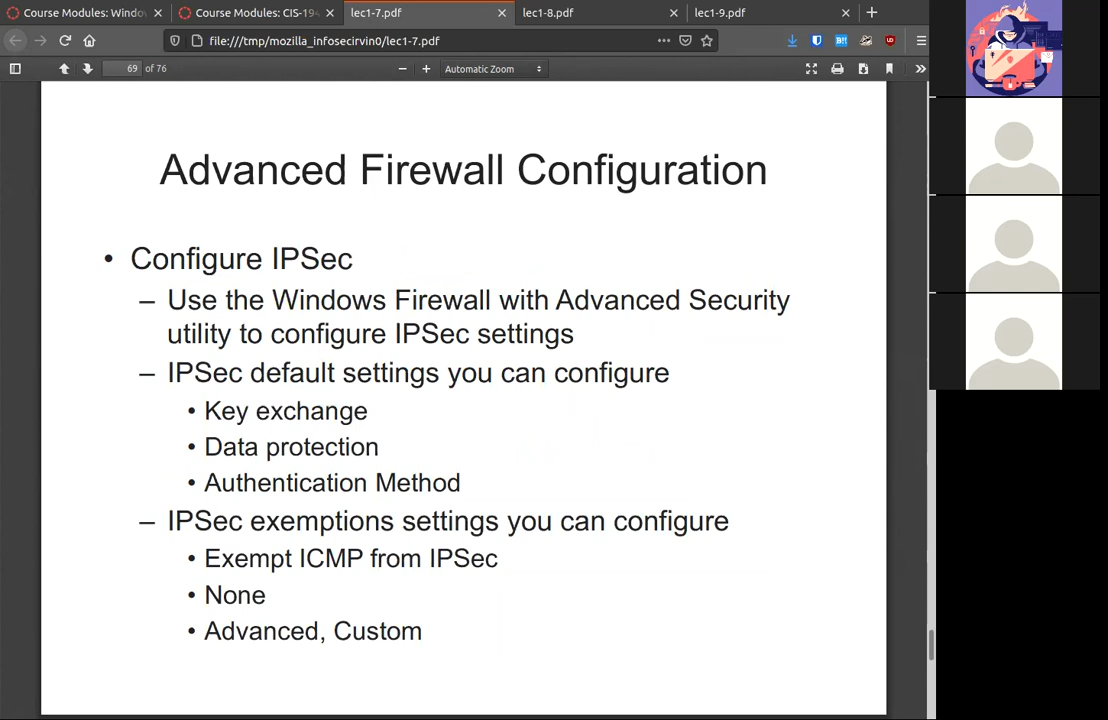 Course Modules: Windo
Course Modules: CIS-194
lec1-7.pdf
lec1-8.pdf
lec1-9.pdf
file:///tmp/mozilla_infosecirvin0/lec1-7.pdf
69 of 76
Automatic Zoom
Advanced Firewall Configuration
• Configure IPSec
– Use the Windows Firewall with Advanced Security
utility to configure IPSec settings
– IPSec default settings you can configure
• Key exchange
• Data protection
• Authentication Method
– IPSec exemptions settings you can configure
• Exempt ICMP from IPSec
• None
• Advanced, Custom